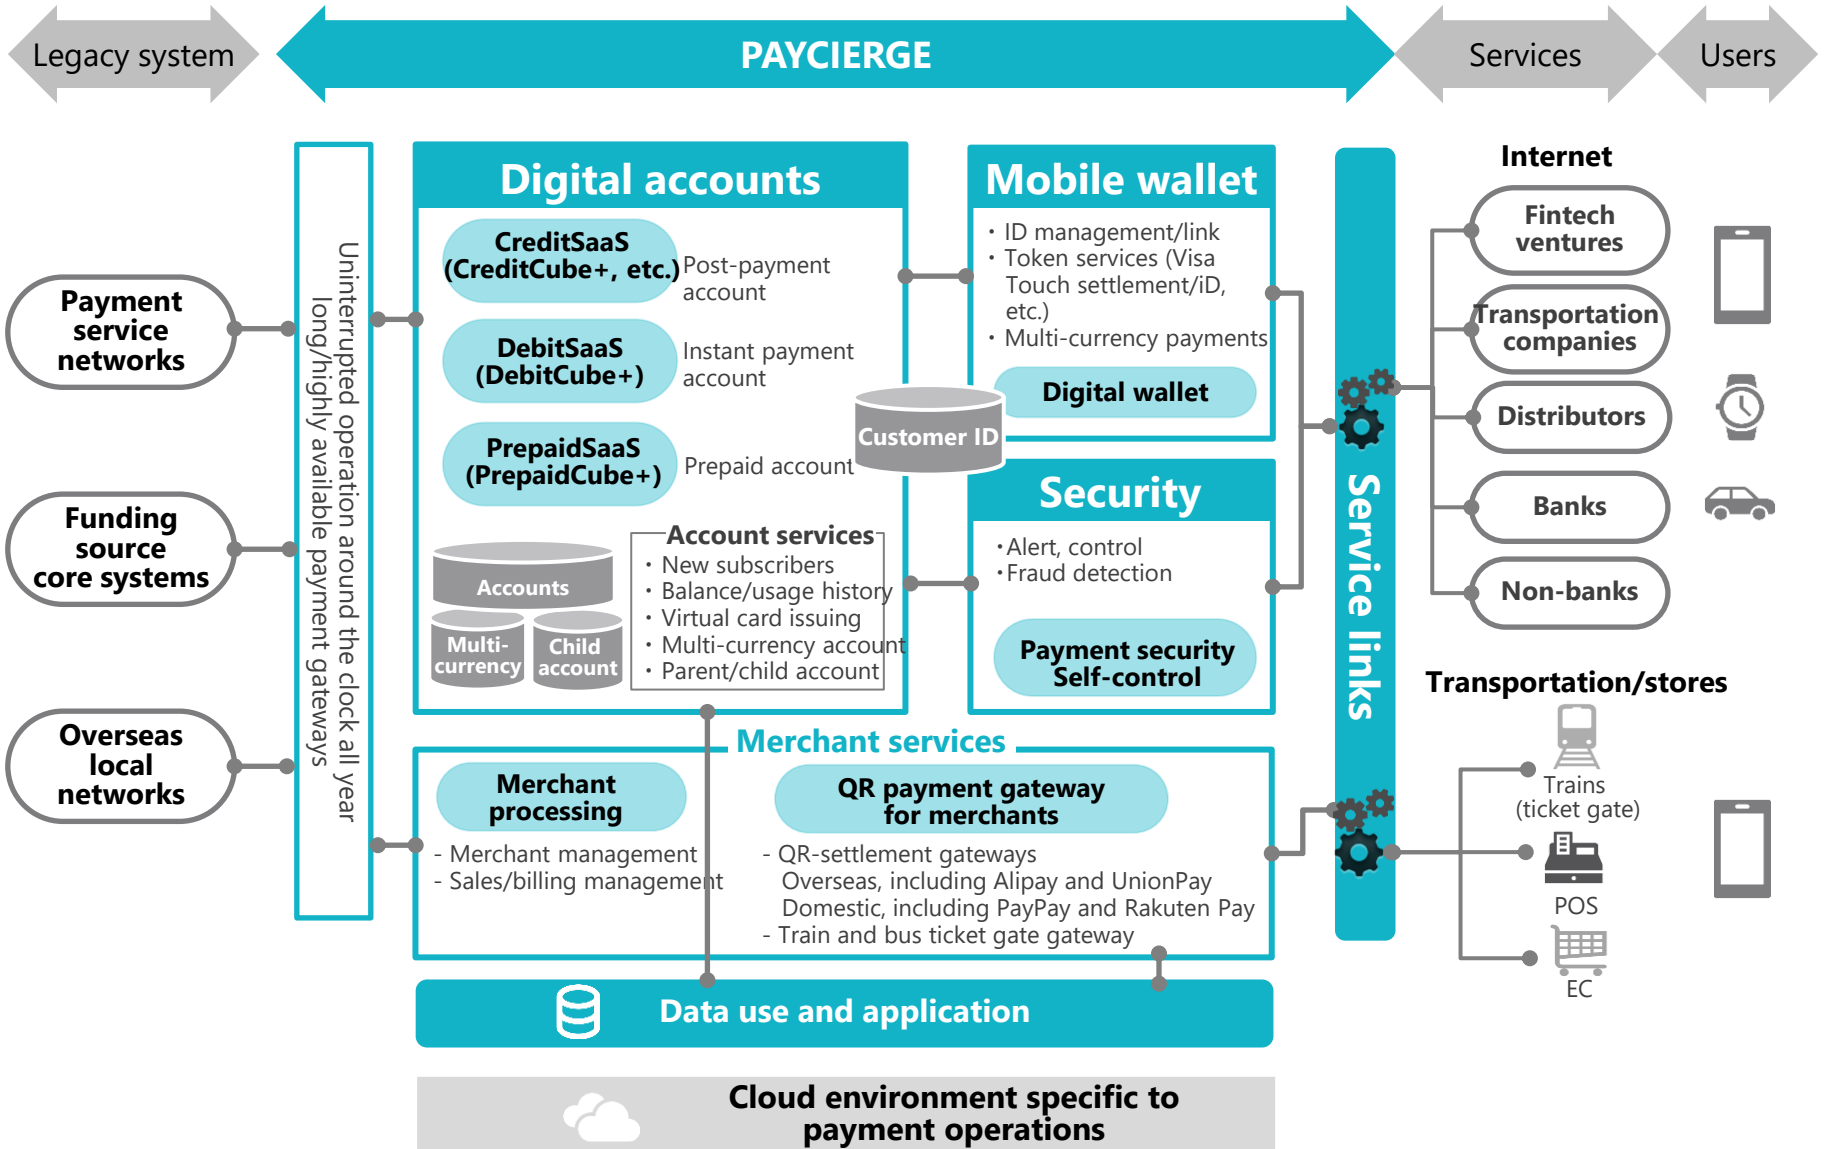 Legacy system
PAYCIERGE
Services
Users
Payment
service
networks
Funding
source
core systems
Overseas
local
networks
Uninterrupted operation around the clock all year
long/highly available payment gateways
Digital accounts
CreditSaaS
(CreditCube+, etc.)
Post-payment
account
DebitSaaS
(DebitCube+)
Instant payment
account
PrepaidSaaS
(PrepaidCube+)
Prepaid account
Accounts
Multi-
currency
Child
account
Account services
・New subscribers
・Balance/usage history
・Virtual card issuing
・Multi-currency account
・Parent/child account
Customer ID
Mobile wallet
・ID management/link
・Token services (Visa
Touch settlement/iD,
etc.)
・Multi-currency payments
Digital wallet
Security
・Alert, control
・Fraud detection
Payment security
Self-control
Merchant services
Merchant
processing
- Merchant management
- Sales/billing management
QR payment gateway
for merchants
- QR-settlement gateways
Overseas, including Alipay and UnionPay
Domestic, including PayPay and Rakuten Pay
- Train and bus ticket gate gateway
Data use and application
Cloud environment specific to
payment operations
Service links
Internet
Fintech
ventures
Transportation
companies
Distributors
Banks
Non-banks
Transportation/stores
Trains
(ticket gate)
POS
EC